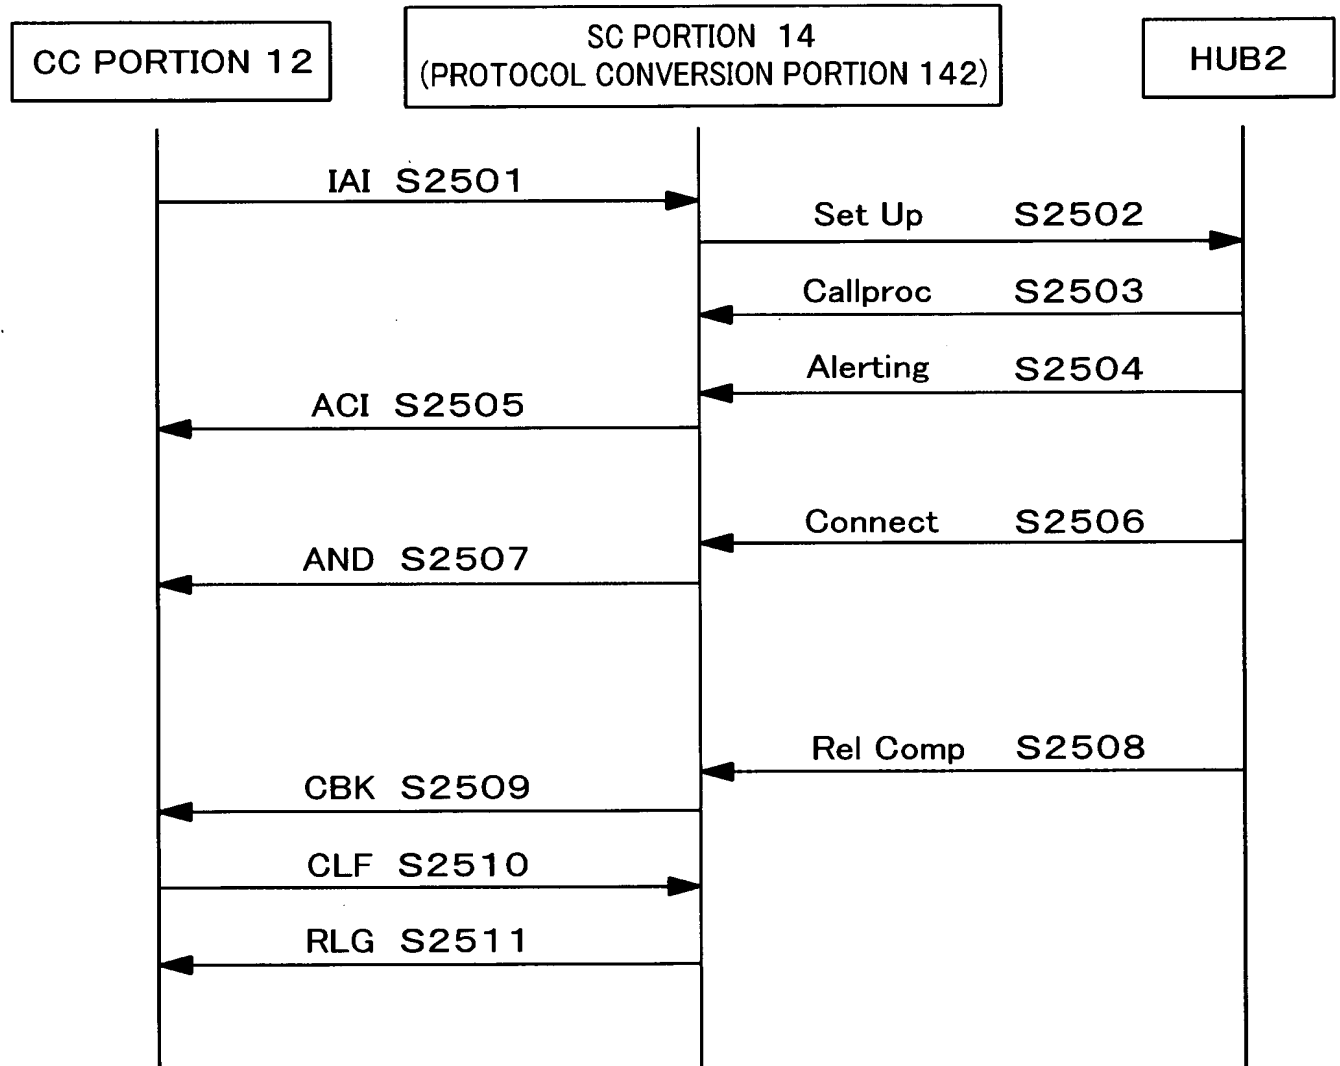 CC PORTION 12
SC PORTION 14
(PROTOCOL CONVERSION PORTION 142)
HUB2
IAI S2501
Set Up S2502
Callproc S2503
Alerting S2504
ACI S2505
Connect S2506
AND S2507
Rel Comp S2508
CBK S2509
CLF S2510
RLG S2511